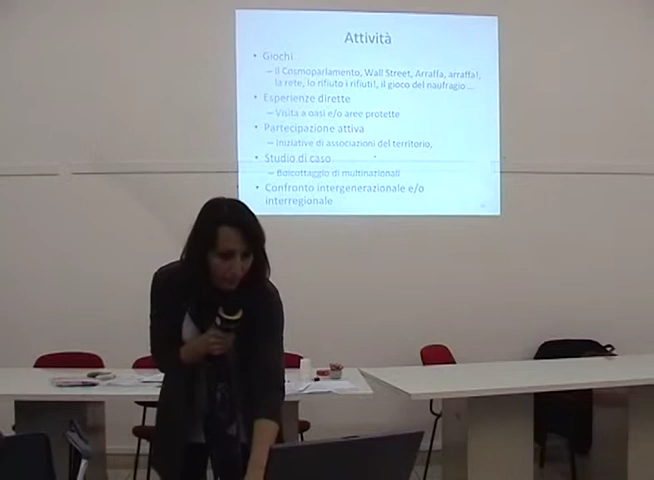 Attività
• Giochi
– Il Cosmoparlamento, Wall Street, Arraffa, arraffa!,
la rete, Io rifiuto i rifiuti!, il gioco del naufragio ...
• Esperienze dirette
– Visita a oasi e/o aree protette
• Partecipazione attiva
– Iniziative di associazioni del territorio,
• Studio di caso
– Boicottaggio di multinazionali
• Confronto intergenerazionale e/o
interregionale